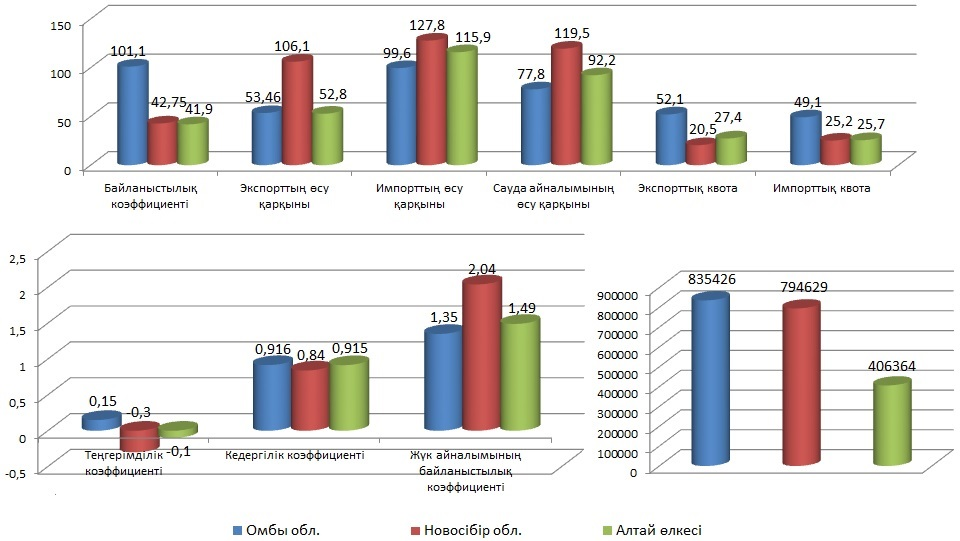 150
100
50
0
101,1
42,75
41,9
53,46
106,1
52,8
99,6
127,8
115,9
77,8
119,5
92,2
52,1
20,5
27,4
49,1
25,2
25,7
Байланыстылық
коэффициенті
Экспорттың өсу
қарқыны
Импорттың өсу
қарқыны
Сауда айналымының
өсу қарқыны
Экспорттық квота
Импорттық квота
2,5
2
1,5
1
0,5
0
-0,5
0,15
-0,3
-0,1
0,916
0,84
0,915
1,35
2,04
1,49
Теңгерімділік
коэффициенті
Кедергілік коэффициенті
Жүк айналымының
байланыстылық
коэффициенті
900000
800000
700000
600000
500000
400000
300000
200000
100000
0
835426
794629
406364
Омбы обл.
Новосібір обл.
Алтай өлкесі